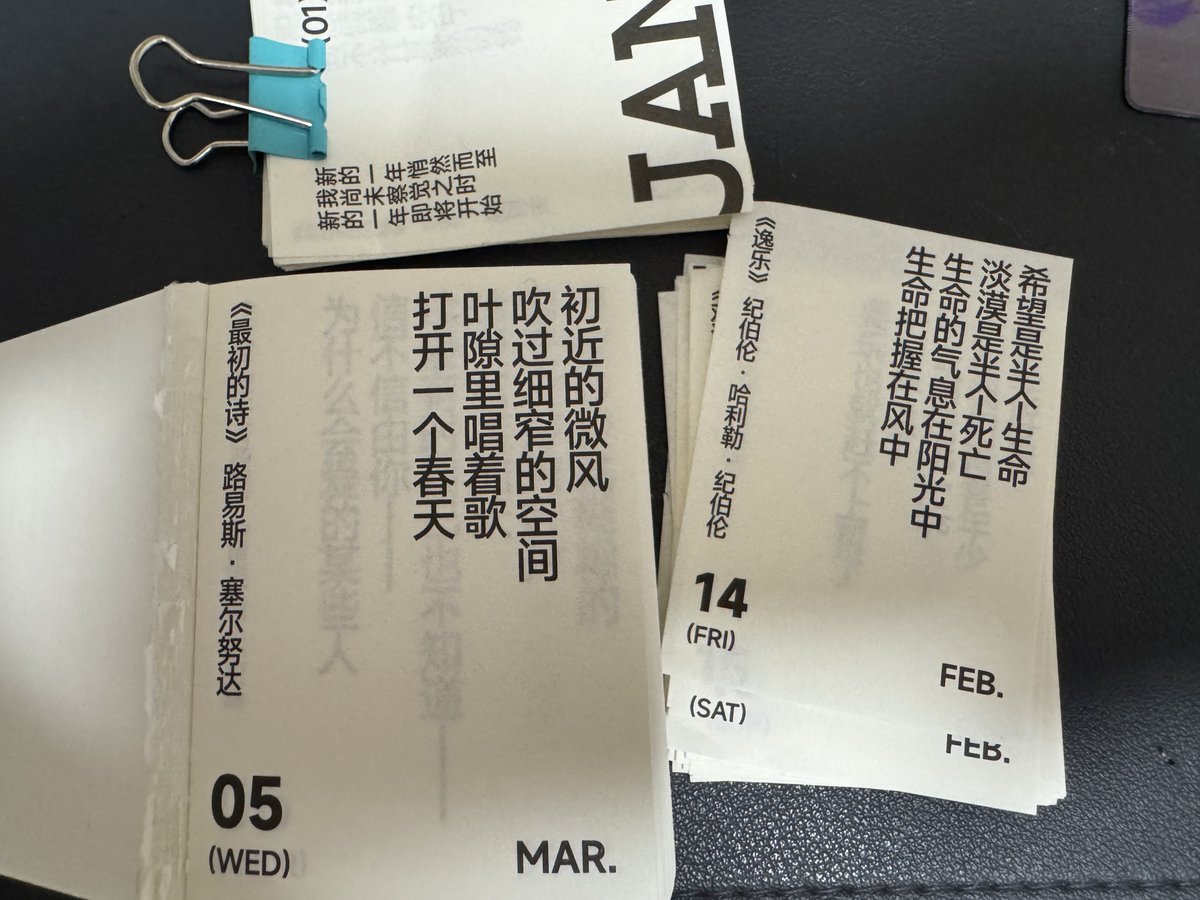 (01)
JAN
新的一年悄然而至
我尚未察觉之时
新的一年即将开始
初近的微风
吹过细窄的空间
叶隙里唱着歌
打开一个春天
《最初的诗》 路易斯·塞尔努达
05
(WED)
MAR.
希望是半个生命
淡漠是半个死亡
生命的气息在阳光中
生命把握在风中
《逸乐》 纪伯伦·哈利勒·纪伯伦
14
(FRI)
FEB.
(SAT)
FEB.